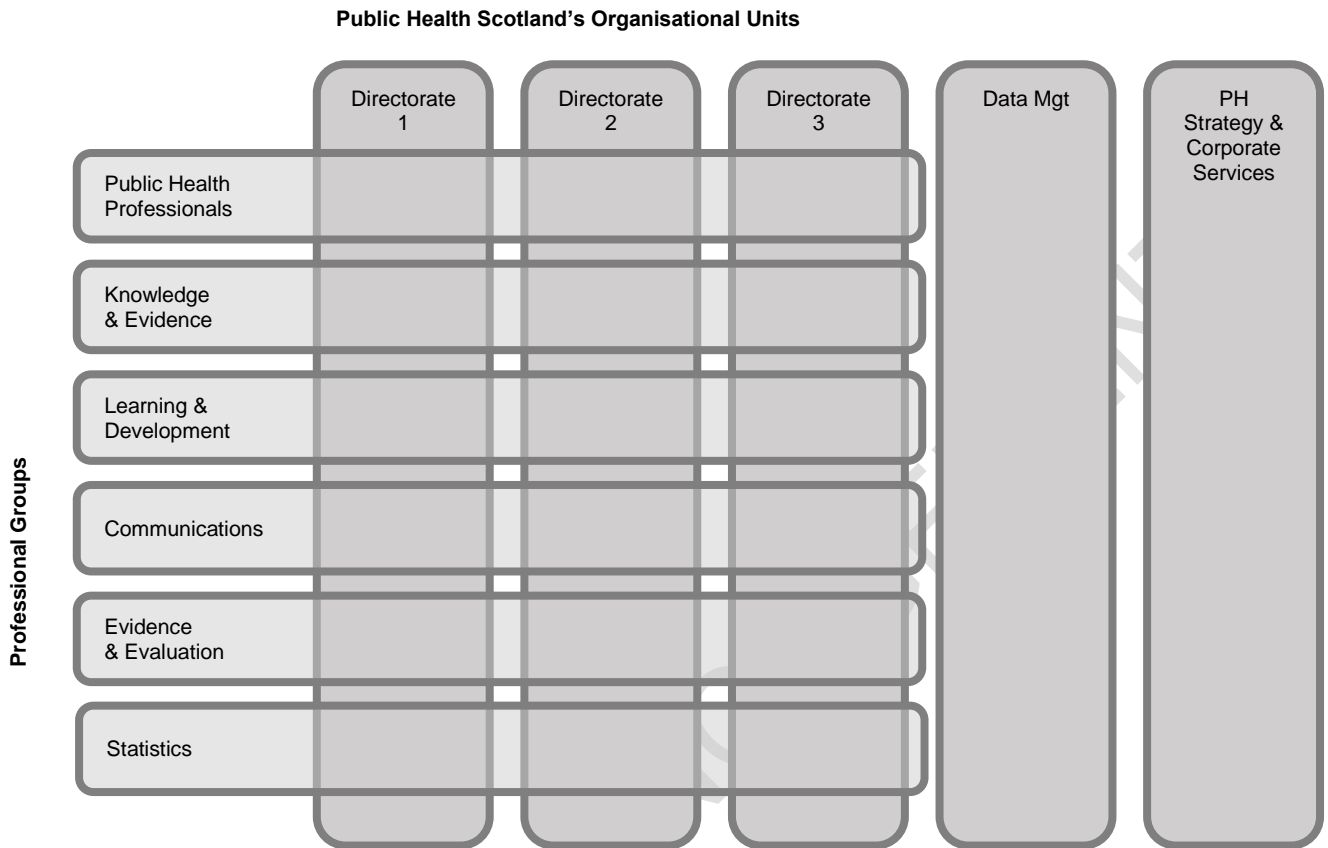 Public Health Scotland’s Organisational Units
Directorate
1
Directorate
2
Directorate
3
Data Mgt
PH
Strategy &
Corporate
Services
Professional Groups
Public Health
Professionals
Knowledge
& Evidence
Learning &
Development
Communications
Evidence
& Evaluation
Statistics